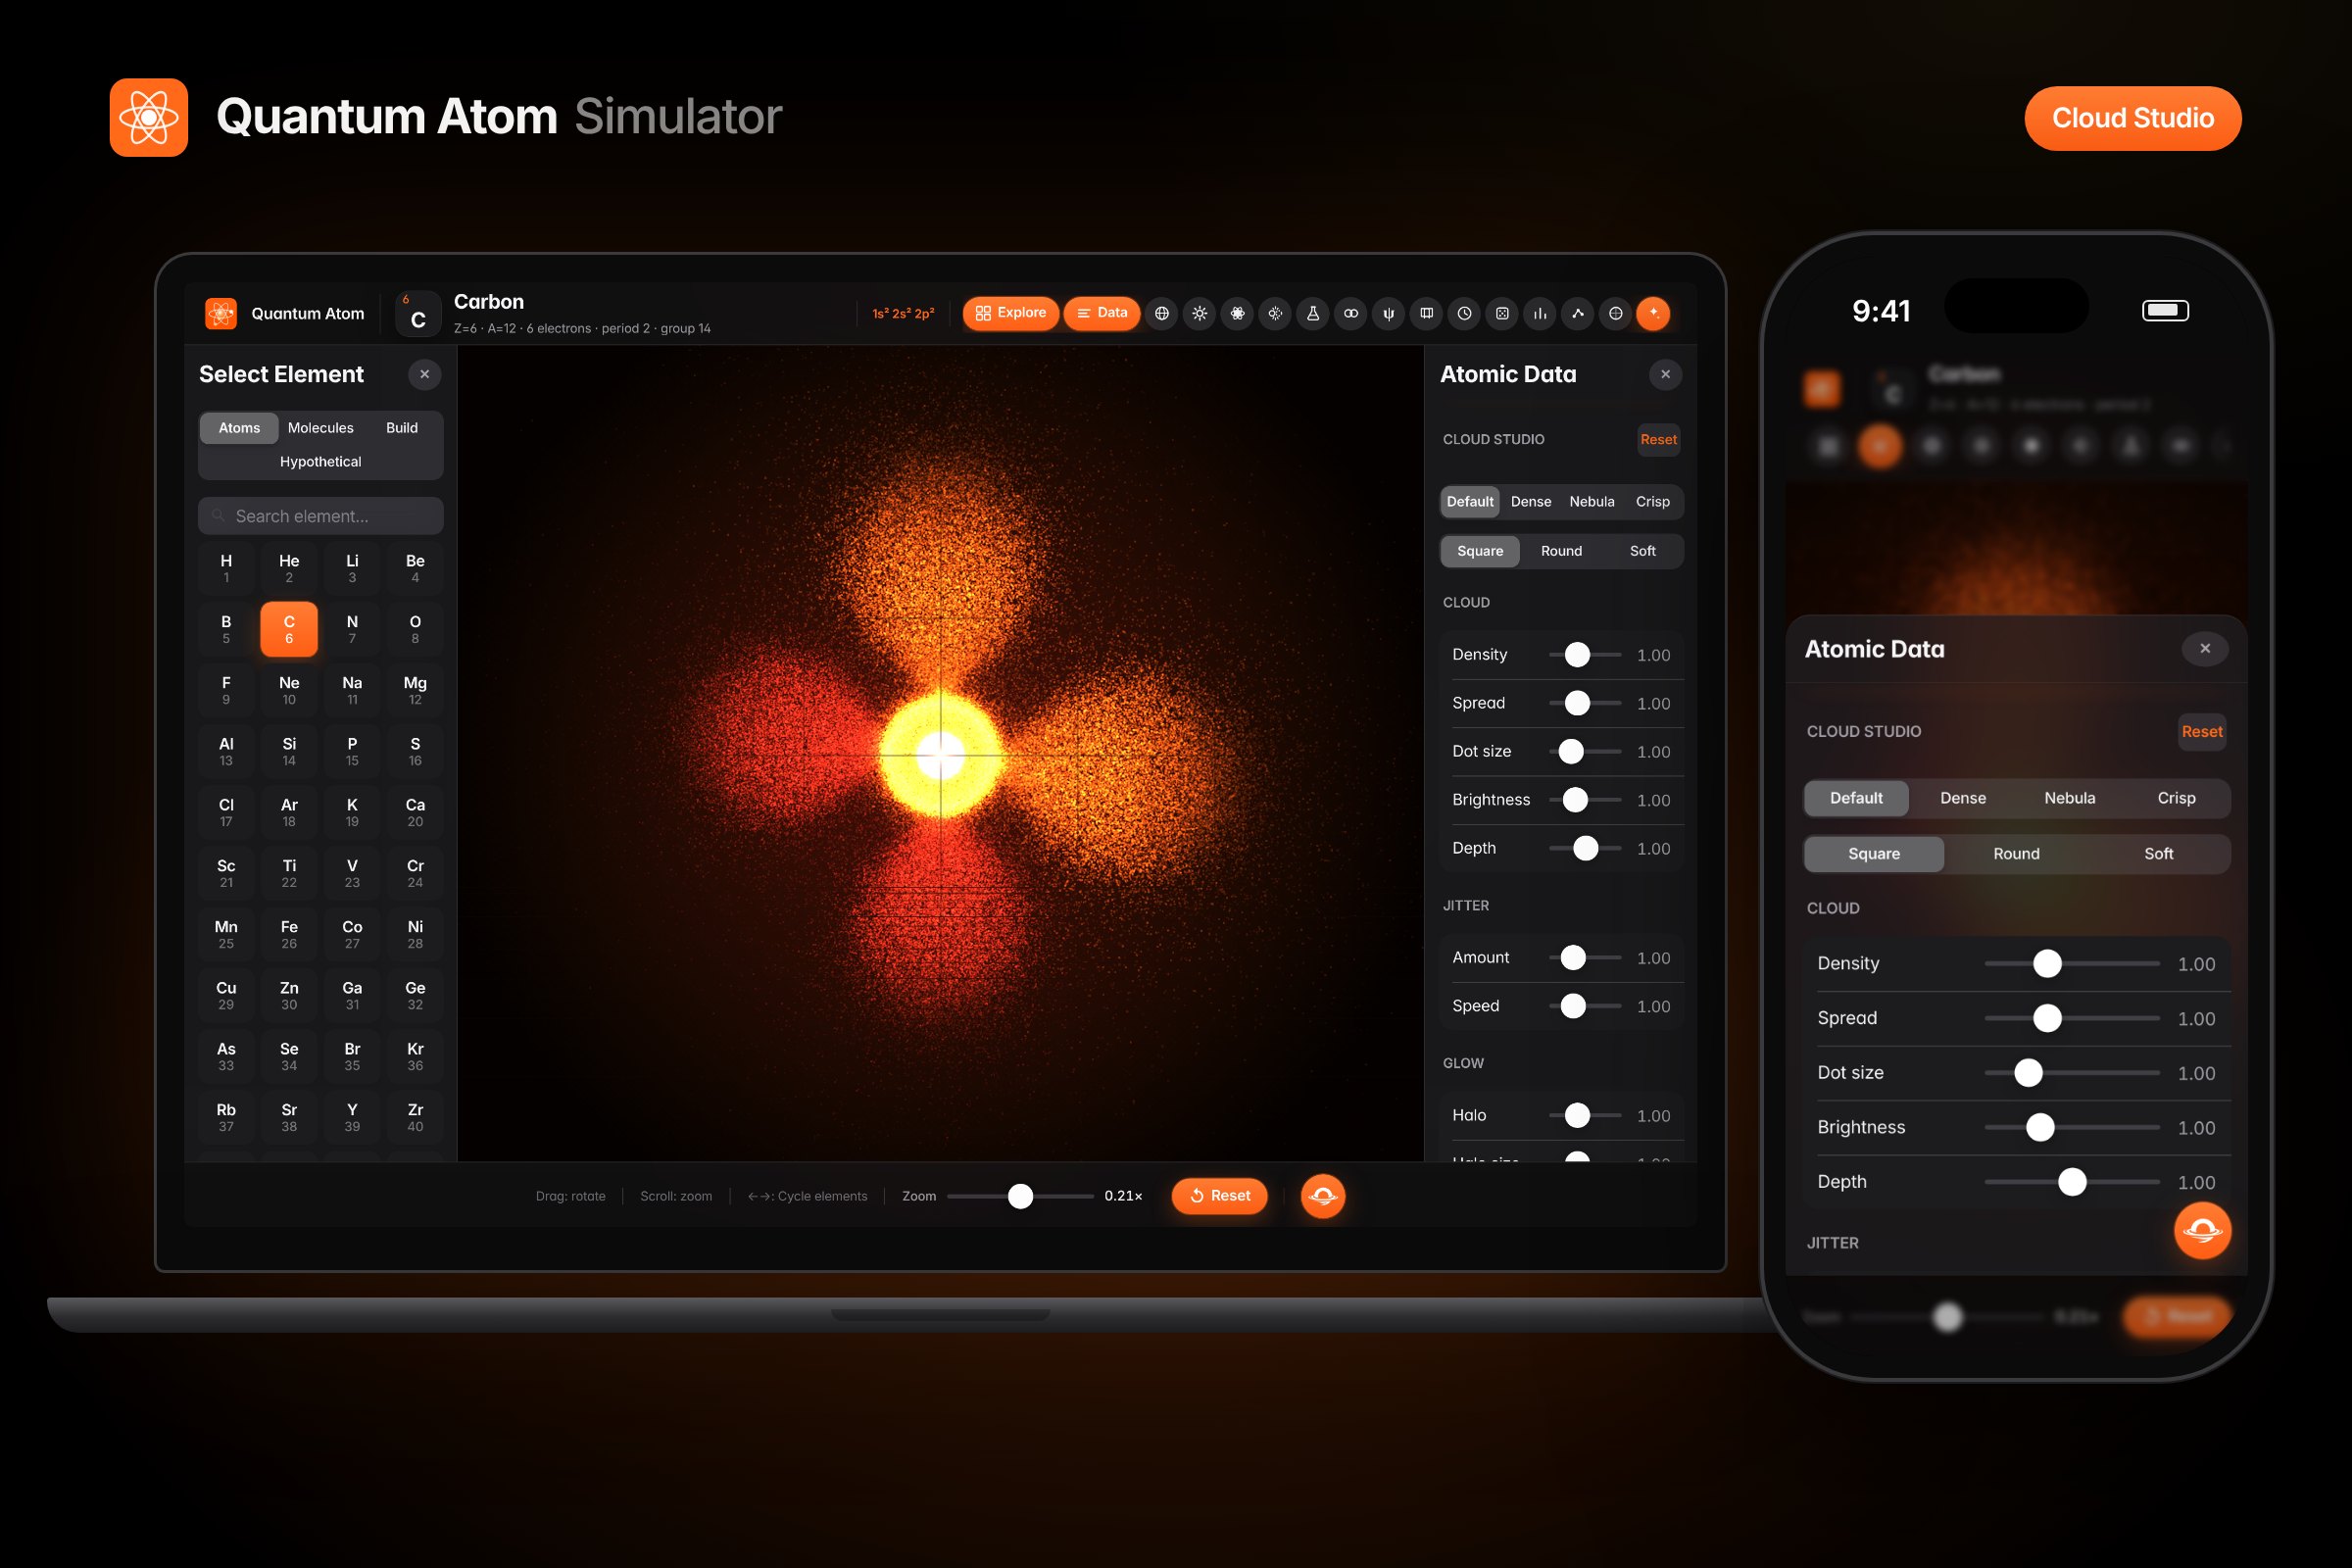 Quantum Atom Simulator
Cloud Studio
Quantum Atom
6
C
Carbon
Z=6 · A=12 · 6 electrons · period 2 · group 14
1s² 2s² 2p²
Explore
Data
Select Element
Atoms
Molecules
Build
Hypothetical
Search element...
H
1
He
2
Li
3
Be
4
B
5
C
6
N
7
O
8
F
9
Ne
10
Na
11
Mg
12
Al
13
Si
14
P
15
S
16
Cl
17
Ar
18
K
19
Ca
20
Sc
21
Ti
22
V
23
Cr
24
Mn
25
Fe
26
Co
27
Ni
28
Cu
29
Zn
30
Ga
31
Ge
32
As
33
Se
34
Br
35
Kr
36
Rb
37
Sr
38
Y
39
Zr
40
Atomic Data
CLOUD STUDIO
Reset
Default
Dense
Nebula
Crisp
Square
Round
Soft
CLOUD
Density 1.00
Spread 1.00
Dot size 1.00
Brightness 1.00
Depth 1.00
JITTER
Amount 1.00
Speed 1.00
GLOW
Halo 1.00
Drag: rotate
Scroll: zoom
←→: Cycle elements
Zoom
0.21×
Reset
9:41
Carbon
C
Atomic Data
CLOUD STUDIO
Reset
Default
Dense
Nebula
Crisp
Square
Round
Soft
CLOUD
Density 1.00
Spread 1.00
Dot size 1.00
Brightness 1.00
Depth 1.00
JITTER
Reset